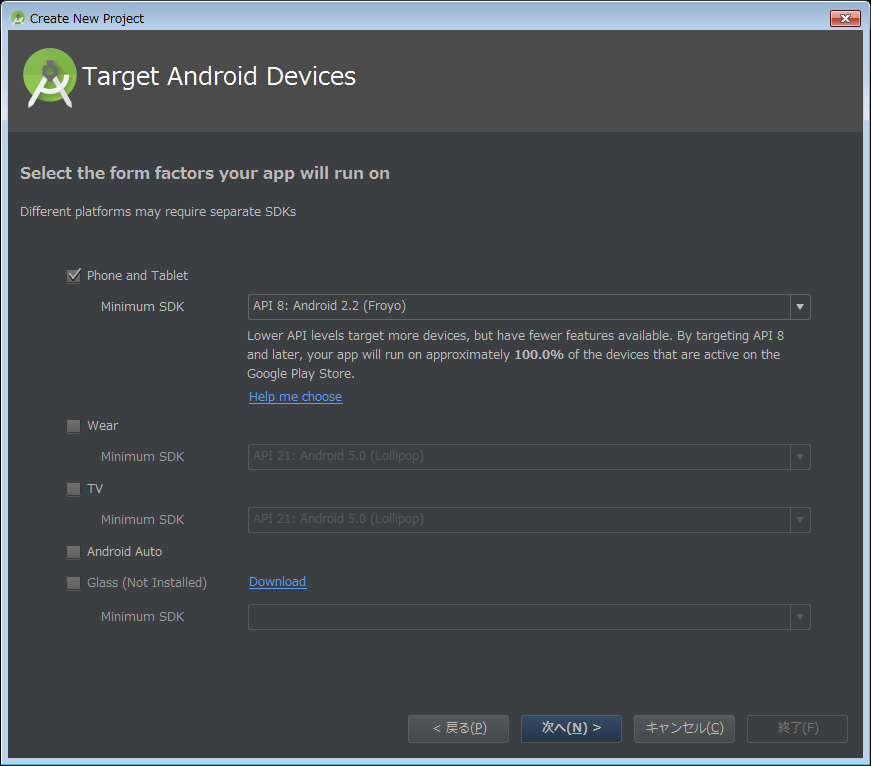 Create New Project
Target Android Devices
Select the form factors your app will run on
Different platforms may require separate SDKs
Phone and Tablet
Minimum SDK
API 8: Android 2.2 (Froyo)
Lower API levels target more devices, but have fewer features available. By targeting API 8
and later, your app will run on approximately 100.0% of the devices that are active on the
Google Play Store.
Help me choose
Wear
Minimum SDK
API 21: Android 5.0 (Lollipop)
TV
Minimum SDK
API 21: Android 5.0 (Lollipop)
Android Auto
Glass (Not Installed)
Download
Minimum SDK
< 戻る(P)
次へ(N) >
キャンセル(C)
終了(F)